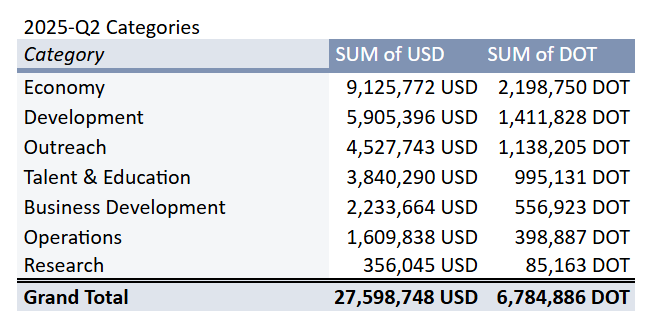 2025-Q2 Categories
Category SUM of USD SUM of DOT
Economy 9,125,772 USD 2,198,750 DOT
Development 5,905,396 USD 1,411,828 DOT
Outreach 4,527,743 USD 1,138,205 DOT
Talent & Education 3,840,290 USD 995,131 DOT
Business Development 2,233,664 USD 556,923 DOT
Operations 1,609,838 USD 398,887 DOT
Research 356,045 USD 85,163 DOT
Grand Total 27,598,748 USD 6,784,886 DOT